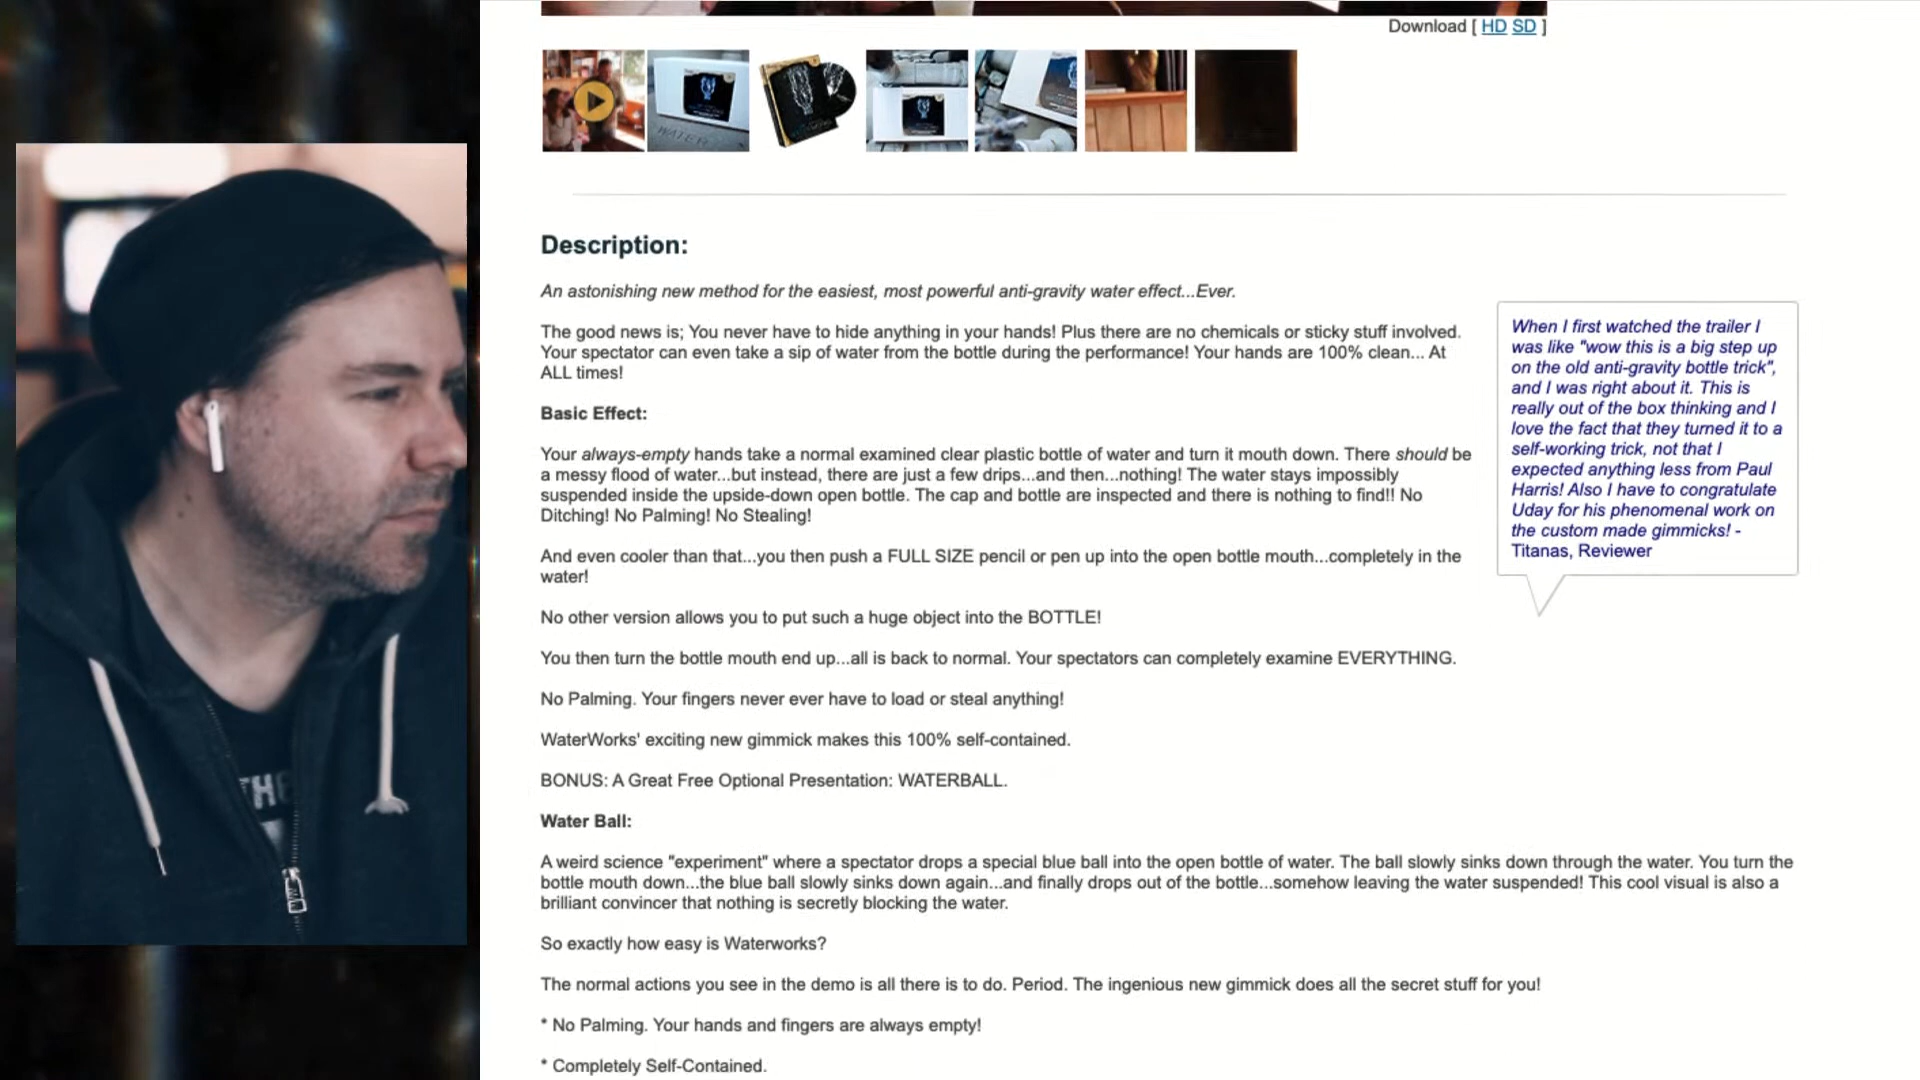 Download [ HD SD ]
WATER
Description:
An astonishing new method for the easiest, most powerful anti-gravity water effect...Ever.
The good news is; You never have to hide anything in your hands! Plus there are no chemicals or sticky stuff involved.
Your spectator can even take a sip of water from the bottle during the performance! Your hands are 100% clean... At
ALL times!
Basic Effect:
Your always-empty hands take a normal examined clear plastic bottle of water and turn it mouth down. There should be
a messy flood of water...but instead, there are just a few drips...and then...nothing! The water stays impossibly
suspended inside the upside-down open bottle. The cap and bottle are inspected and there is nothing to find!! No
Ditching! No Palming! No Stealing!
And even cooler than that...you then push a FULL SIZE pencil or pen up into the open bottle mouth...completely in the
water!
No other version allows you to put such a huge object into the BOTTLE!
You then turn the bottle mouth end up...all is back to normal. Your spectators can completely examine EVERYTHING.
No Palming. Your fingers never ever have to load or steal anything!
WaterWorks' exciting new gimmick makes this 100% self-contained.
BONUS: A Great Free Optional Presentation: WATERBALL.
Water Ball:
A weird science "experiment" where a spectator drops a special blue ball into the open bottle of water. The ball slowly sinks down through the water. You turn the
bottle mouth down...the blue ball slowly sinks down again...and finally drops out of the bottle...somehow leaving the water suspended! This cool visual is also a
brilliant convincer that nothing is secretly blocking the water.
So exactly how easy is Waterworks?
The normal actions you see in the demo is all there is to do. Period. The ingenious new gimmick does all the secret stuff for you!
* No Palming. Your hands and fingers are always empty!
* Completely Self-Contained.
When I first watched the trailer I
was like "wow this is a big step up
on the old anti-gravity bottle trick",
and I was right about it. This is
really out of the box thinking and I
love the fact that they turned it to a
self-working trick, not that I
expected anything less from Paul
Harris! Also I have to congratulate
Uday for his phenomenal work on
the custom made gimmicks! -
Titanas, Reviewer